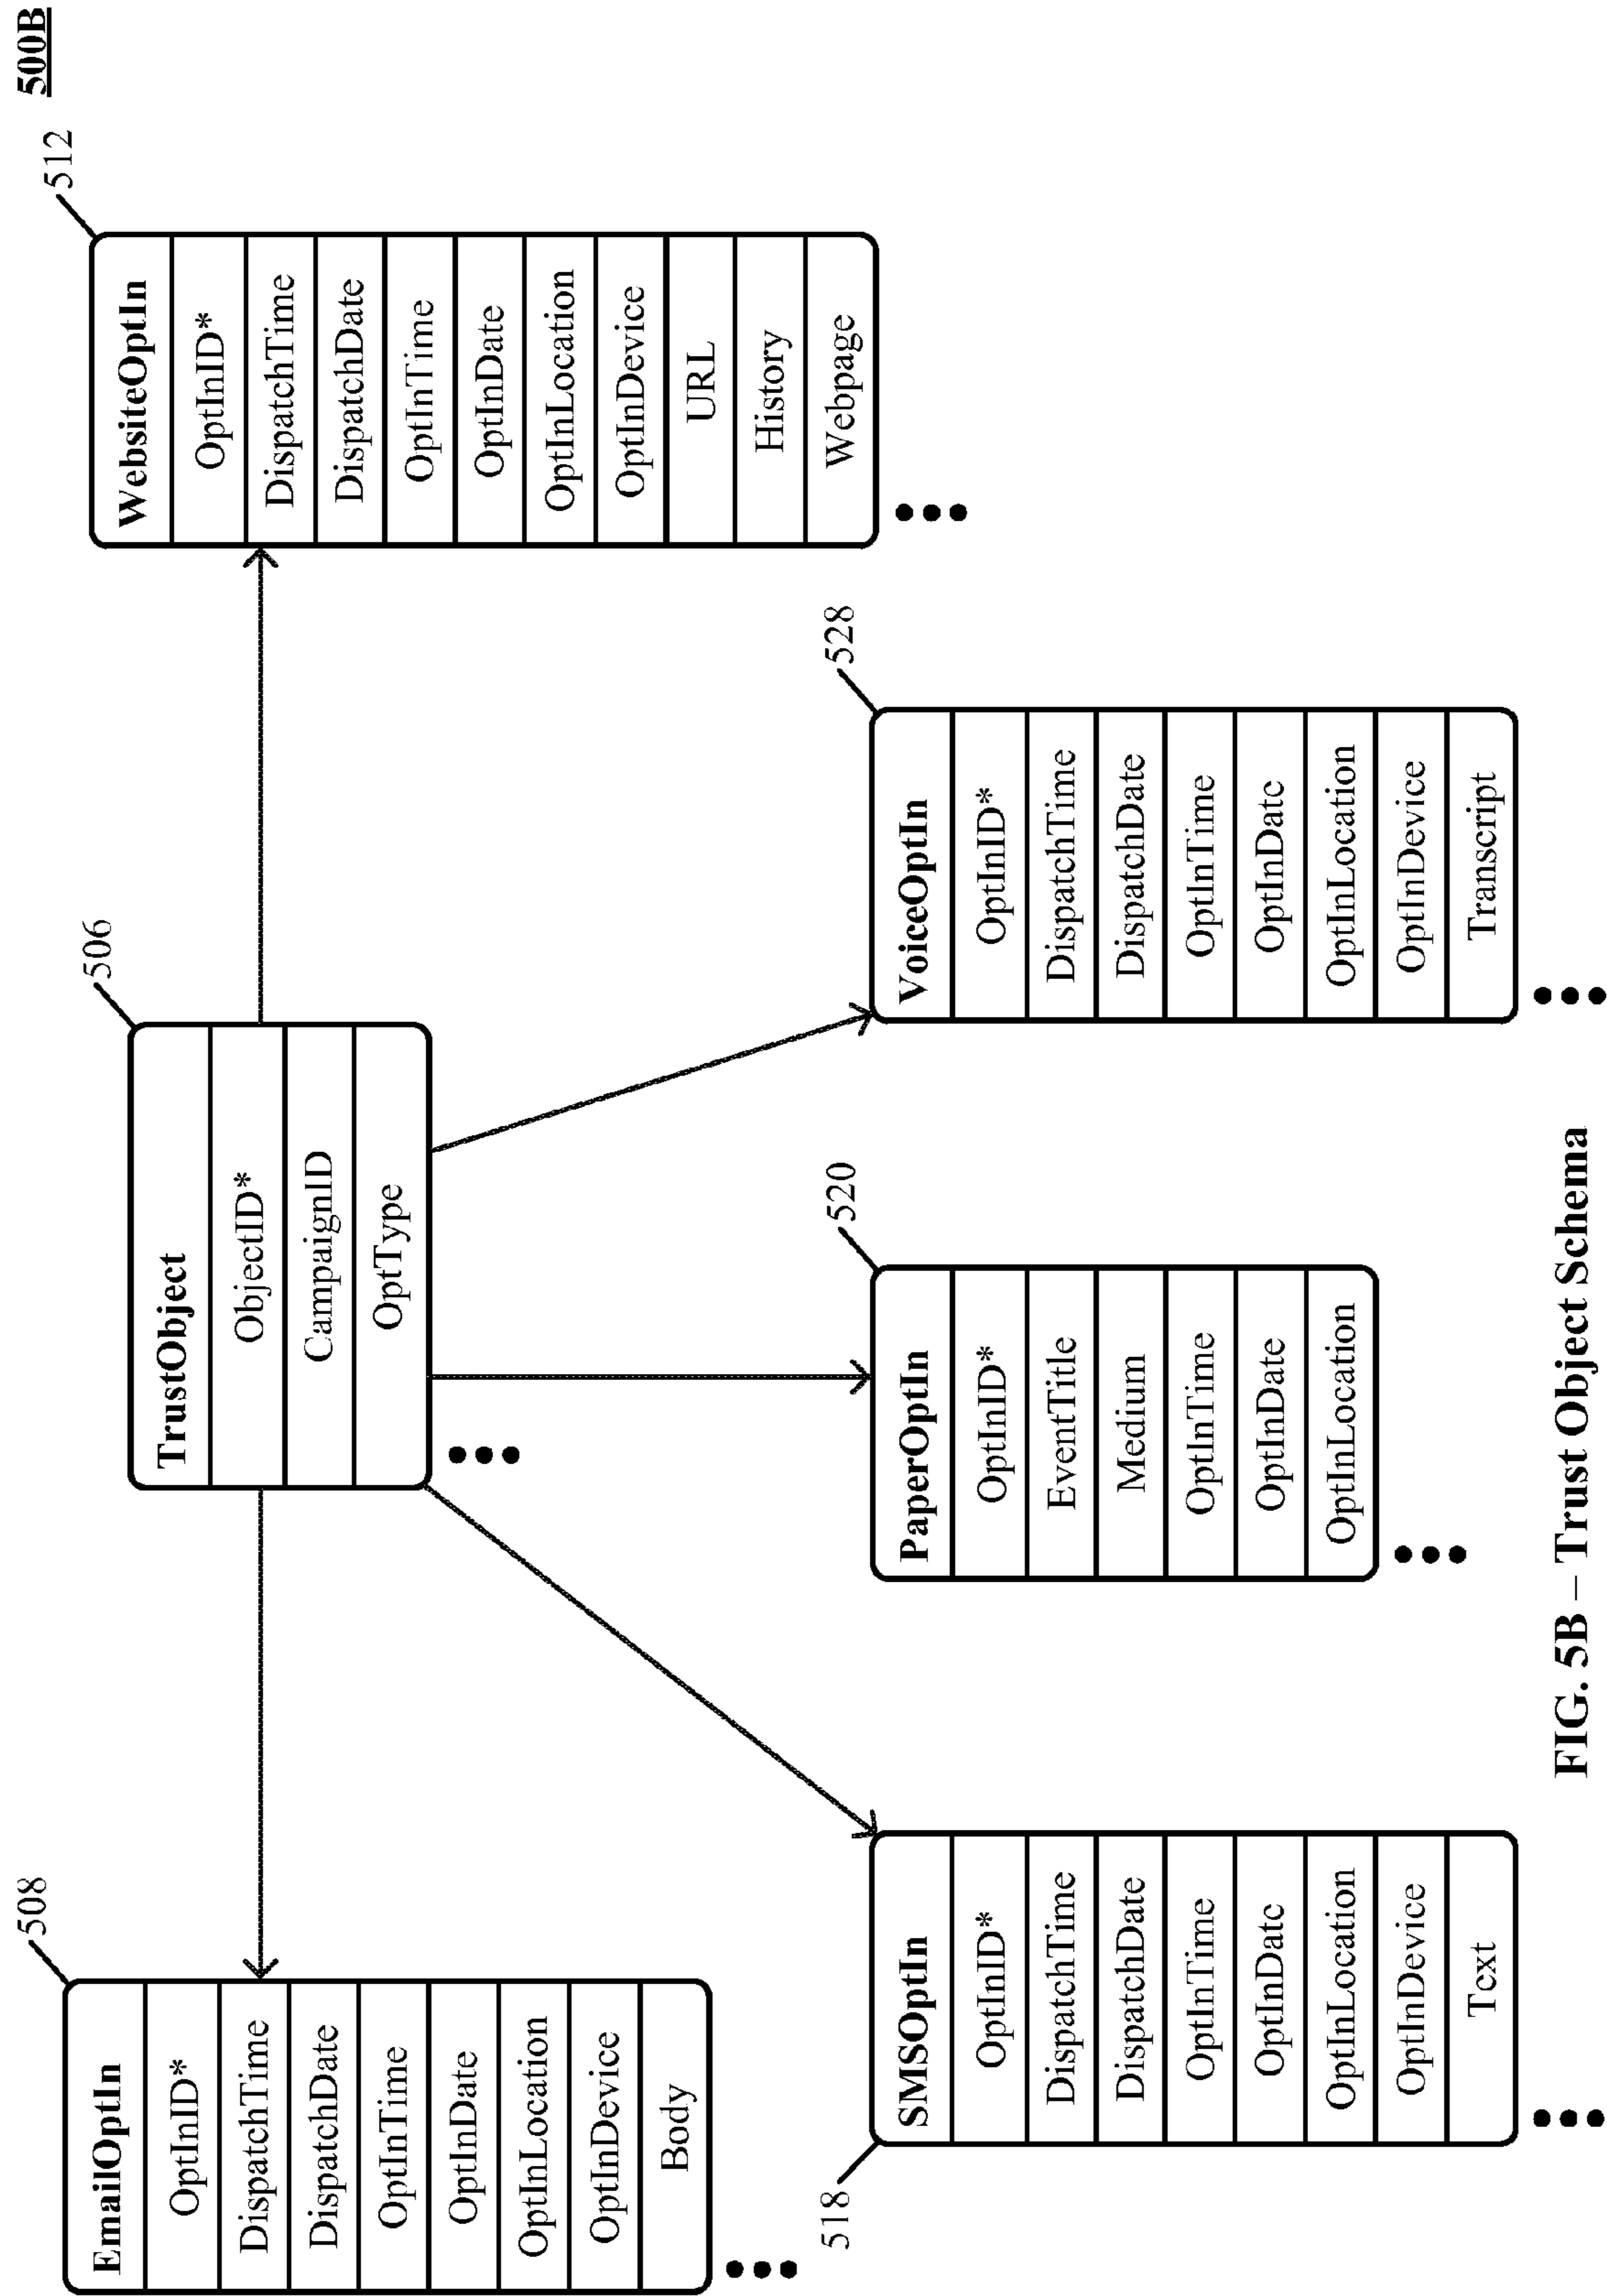 500B
508
EmailOptIn
OptInID*
DispatchTime
DispatchDate
OptInTime
OptInDate
OptInLocation
OptInDevice
Body
506
TrustObject
ObjectID*
CampaignID
OptType
512
WebsiteOptIn
OptInID*
DispatchTime
DispatchDate
OptInTime
OptInDate
OptInLocation
OptInDevice
URL
History
Webpage
518
SMSOptIn
OptInID*
DispatchTime
DispatchDate
OptInTime
OptInDate
OptInLocation
OptInDevice
Text
520
PaperOptIn
OptInID*
EventTitle
Medium
OptInTime
OptInDate
OptInLocation
528
VoiceOptIn
OptInID*
DispatchTime
DispatchDate
OptInTime
OptInDate
OptInLocation
OptInDevice
Transcript
FIG. 5B – Trust Object Schema